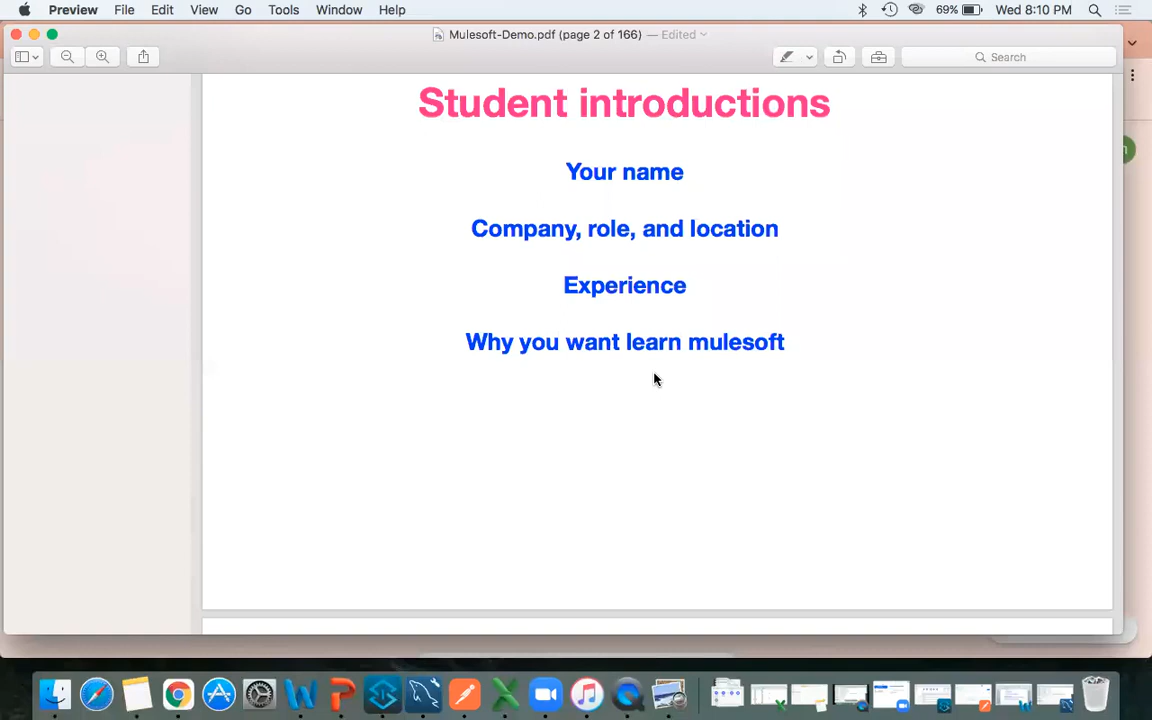 Preview File Edit View Go Tools Window Help 69% Wed 8:10 PM
Mulesoft-Demo.pdf (page 2 of 166) — Edited
Search
Student introductions
Your name
Company, role, and location
Experience
Why you want learn mulesoft